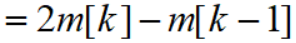 = 2m[k] − m[k − 1]